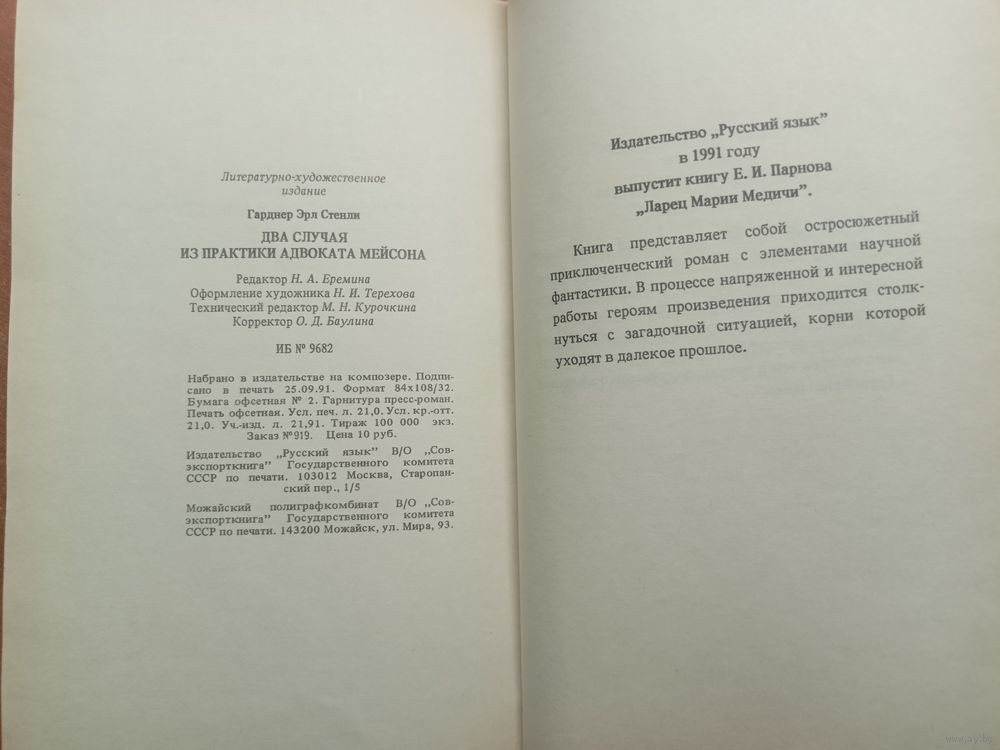 Литературно-художественное
издание
Гарднер Эрл Стенли
ДВА СЛУЧАЯ
ИЗ ПРАКТИКИ АДВОКАТА МЕЙСОНА
Редактор Н. А. Еремина
Оформление художника Н. И. Терехова
Технический редактор М. Н. Курочкина
Корректор О. Д. Баулина
ИБ № 9682
Набрано в издательстве на композере. Подпи-
сано в печать 25.09.91. Формат 84х108/32.
Бумага офсетная № 2. Гарнитура пресс-роман.
Печать офсетная. Усл. печ. л. 21,0. Усл. кр.-отт.
21,0. Уч.-изд. л. 21,91. Тираж 100 000 экз.
Заказ №919. Цена 10 руб.
Издательство „Русский язык” В/О „Сов-
экспорткнига” Государственного комитета
СССР по печати. 103012 Москва, Старопан-
ский пер., 1/5
Можайский полиграфкомбинат В/О „Сов-
экспорткнига” Государственного комитета
СССР по печати. 143200 Можайск, ул. Мира, 93.
Издательство „Русский язык”
в 1991 году
выпустит книгу Е. И. Парнова
„Ларец Марии Медичи”.
Книга представляет собой остросюжетный
приключенческий роман с элементами научной
фантастики. В процессе напряженной и интересной
работы героям произведения приходится столк-
нуться с загадочной ситуацией, корни которой
уходят в далекое прошлое.
www.ay.by